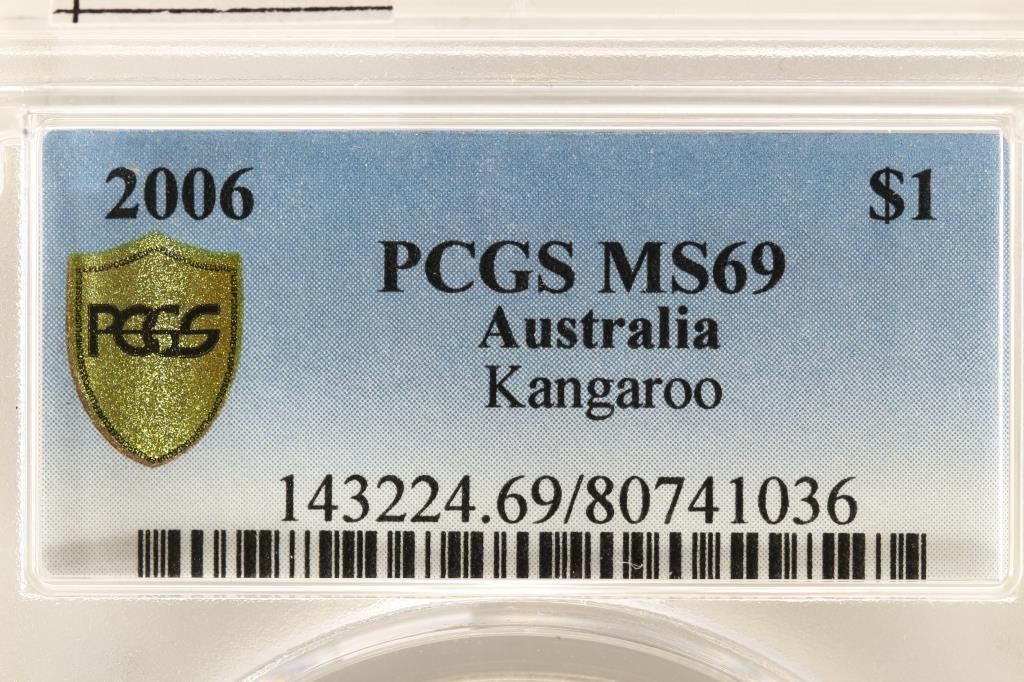 2006 $1
PCGS MS69
Australia
PCGS
Kangaroo
143224.69/80741036